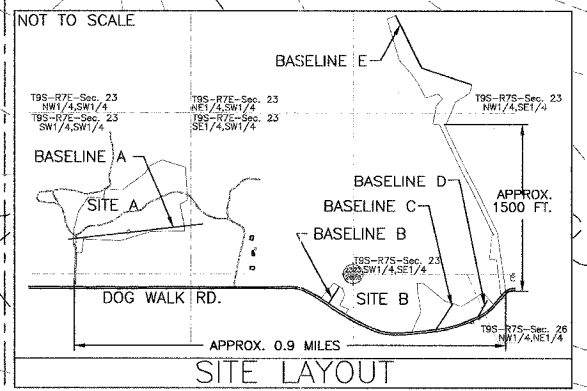 NOT TO SCALE
BASELINE E
T9S-R7E-Sec. 23
NW1/4,SW1/4
T9S-R7E-Sec. 23
NE1/4,SW1/4
T9S-R7S-Sec. 23
NW1/4,SE1/4
T9S-R7E-Sec. 23
SW1/4,SW1/4
T9S-R7E-Sec. 23
SE1/4,SW1/4
BASELINE A
BASELINE D
APPROX.
1500 FT.
SITE A
BASELINE C
BASELINE B
T9S-R7S-Sec. 23
SW1/4,SE1/4
DOG WALK RD.
SITE B
T9S-R7S-Sec. 26
NW1/4,NE1/4
APPROX. 0.9 MILES
SITE LAYOUT